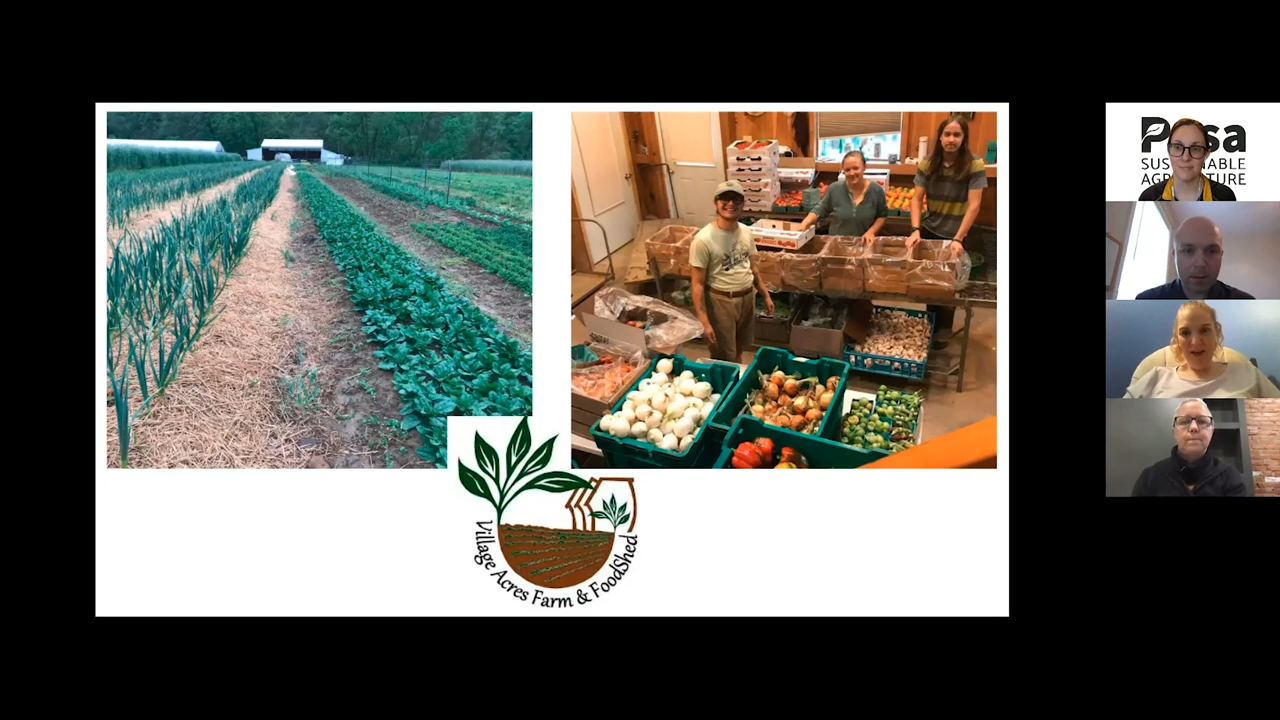 Pasa
SUSTAINABLE
AGRICULTURE
Village Acres Farm & FoodShed